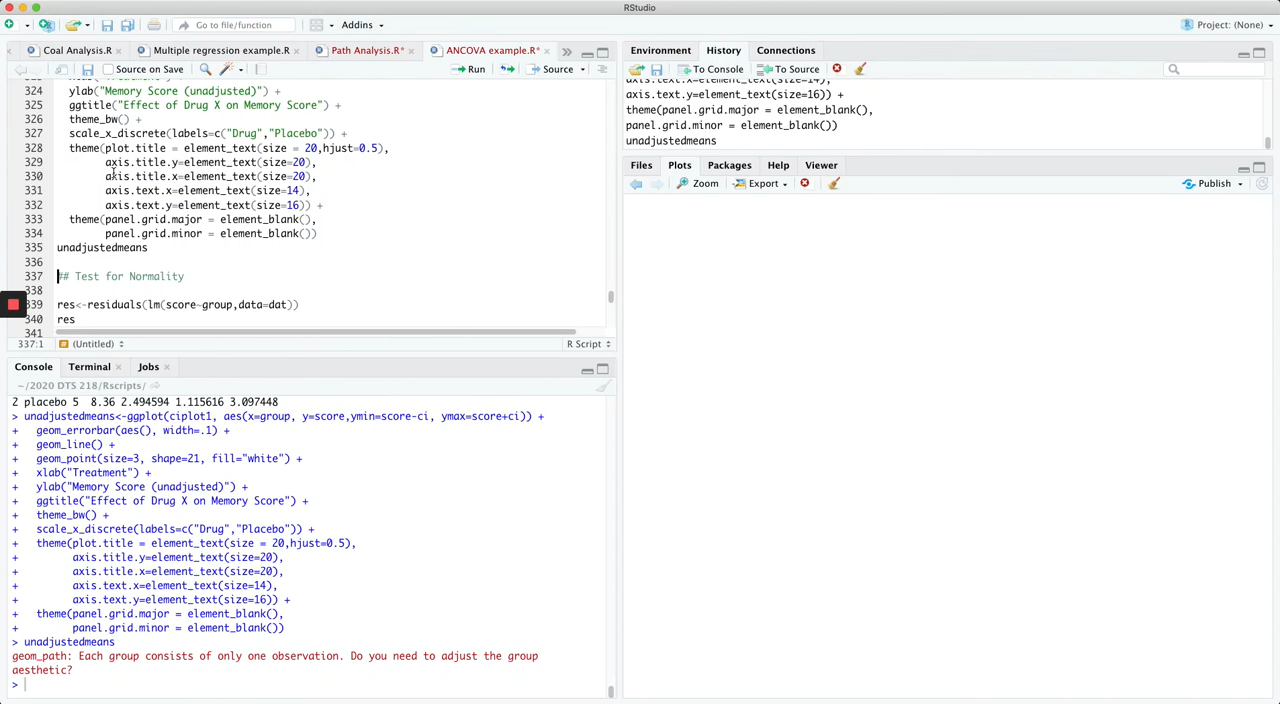 RStudio
Go to file/function
Addins
Project: (None)
Coal Analysis.R
Multiple regression example.R
Path Analysis.R*
ANCOVA example.R*
Source on Save
Run
Source
324 ylab("Memory Score (unadjusted)") +
325 ggtitle("Effect of Drug X on Memory Score") +
326 theme_bw() +
327 scale_x_discrete(labels=c("Drug","Placebo")) +
328 theme(plot.title = element_text(size = 20,hjust=0.5),
329 axis.title.y=element_text(size=20),
330 axis.title.x=element_text(size=20),
331 axis.text.x=element_text(size=14),
332 axis.text.y=element_text(size=16)) +
333 theme(panel.grid.major = element_blank(),
334 panel.grid.minor = element_blank())
335 unadjustedmeans
336
337 ## Test for Normality
338
339 res<-residuals(lm(score~group,data=dat))
340 res
341
337:1
(Untitled)
R Script
Console
Terminal
Jobs
~/2020 DTS 218/Rscripts/
2 placebo 5 8.36 2.494594 1.115616 3.097448
> unadjustedmeans<-ggplot(ciplot1, aes(x=group, y=score,ymin=score-ci, ymax=score+ci)) +
+ geom_errorbar(aes(), width=.1) +
+ geom_line() +
+ geom_point(size=3, shape=21, fill="white") +
+ xlab("Treatment") +
+ ylab("Memory Score (unadjusted)") +
+ ggtitle("Effect of Drug X on Memory Score") +
+ theme_bw() +
+ scale_x_discrete(labels=c("Drug","Placebo")) +
+ theme(plot.title = element_text(size = 20,hjust=0.5),
+ axis.title.y=element_text(size=20),
+ axis.title.x=element_text(size=20),
+ axis.text.x=element_text(size=14),
+ axis.text.y=element_text(size=16)) +
+ theme(panel.grid.major = element_blank(),
+ panel.grid.minor = element_blank())
> unadjustedmeans
geom_path: Each group consists of only one observation. Do you need to adjust the group
aesthetic?
>
Environment
History
Connections
To Console
To Source
axis.text.x=element_text(size=14),
axis.text.y=element_text(size=16)) +
theme(panel.grid.major = element_blank(),
panel.grid.minor = element_blank())
unadjustedmeans
Files
Plots
Packages
Help
Viewer
Zoom
Export
Publish